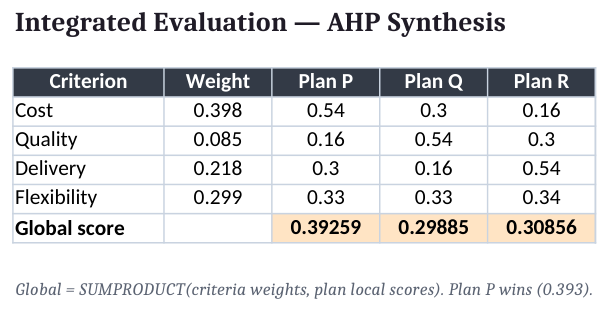 Integrated Evaluation — AHP Synthesis
Criterion Weight Plan P Plan Q Plan R
Cost 0.398 0.54 0.3 0.16
Quality 0.085 0.16 0.54 0.3
Delivery 0.218 0.3 0.16 0.54
Flexibility 0.299 0.33 0.33 0.34
Global score 0.39259 0.29885 0.30856
Global = SUMPRODUCT(criteria weights, plan local scores). Plan P wins (0.393).